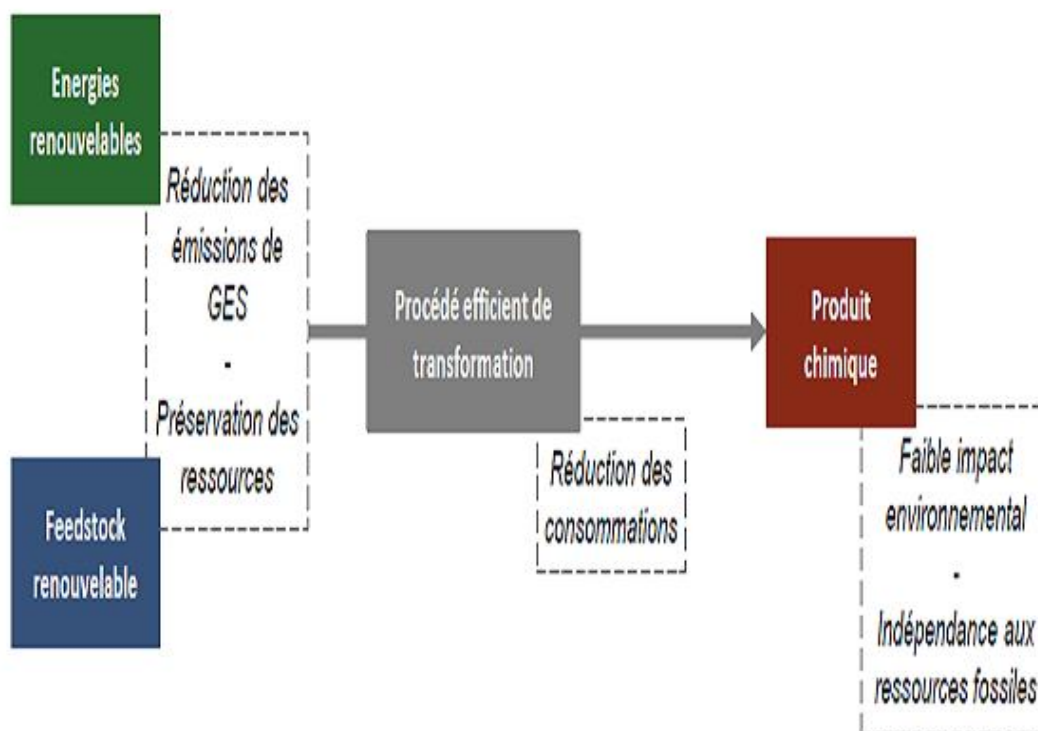 Energies
renouvelables
Réduction des
émissions de
GES
-
Préservation des
ressources
Feedstock
renouvelable
Procédé efficient de
transformation
Réduction des
consommations
Produit
chimique
Faible impact
environnemental
-
Indépendance aux
ressources fossiles